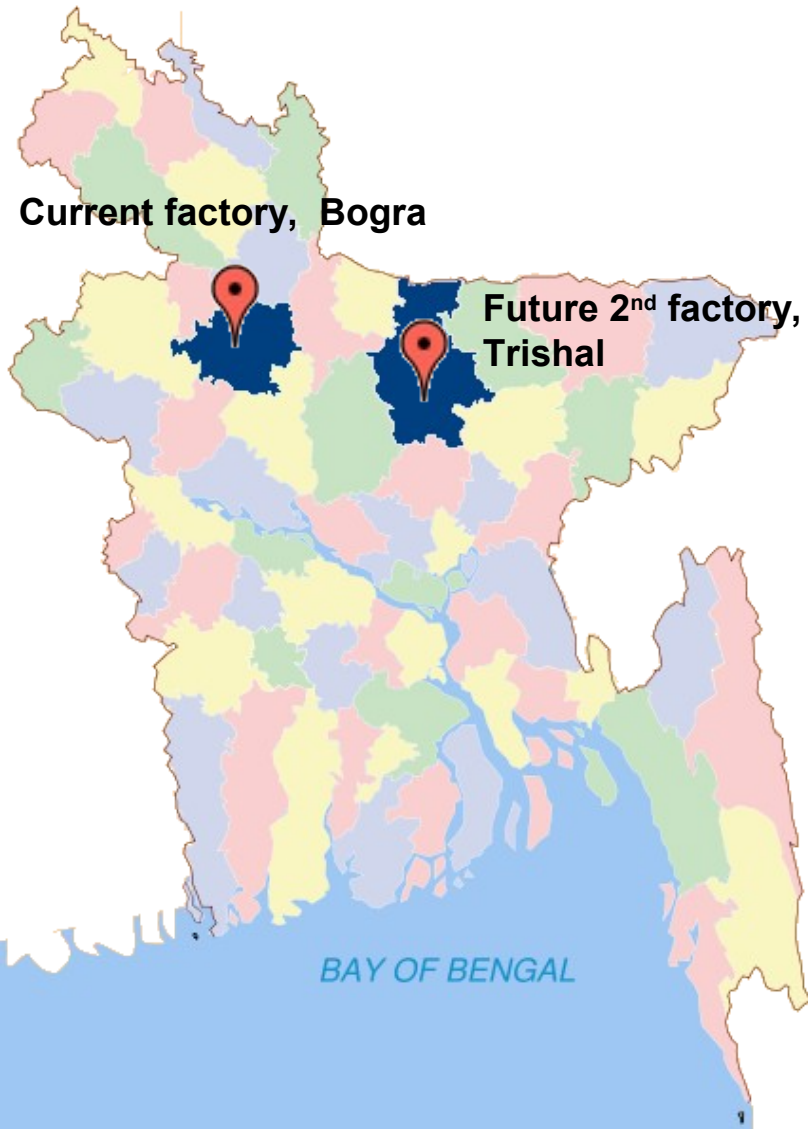 Current factory, Bogra
Future 2nd factory,
Trishal
BAY OF BENGAL